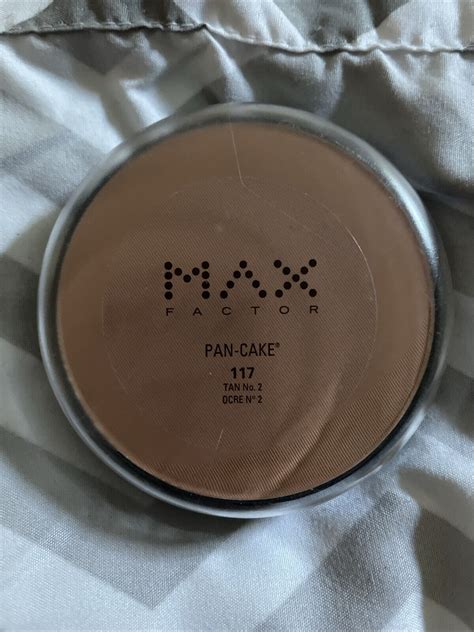 MAX
FACTOR
PAN-CAKE®
117
TAN No. 2
OCRE N° 2